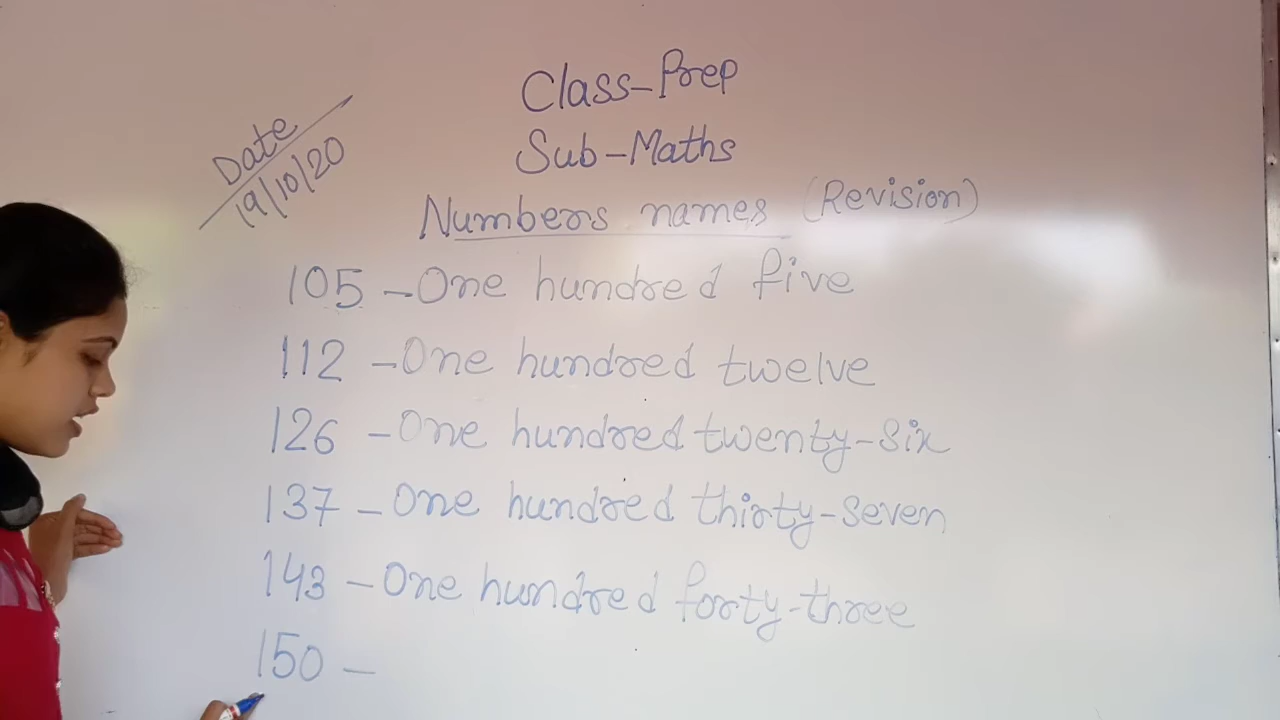 Class-Prep
Sub-Maths
Date
19/10/20
Numbers names (Revision)
105 - One hundred five
112 - One hundred twelve
126 - One hundred twenty-six
137 - One hundred thirty-seven
143 - One hundred forty-three
150 -